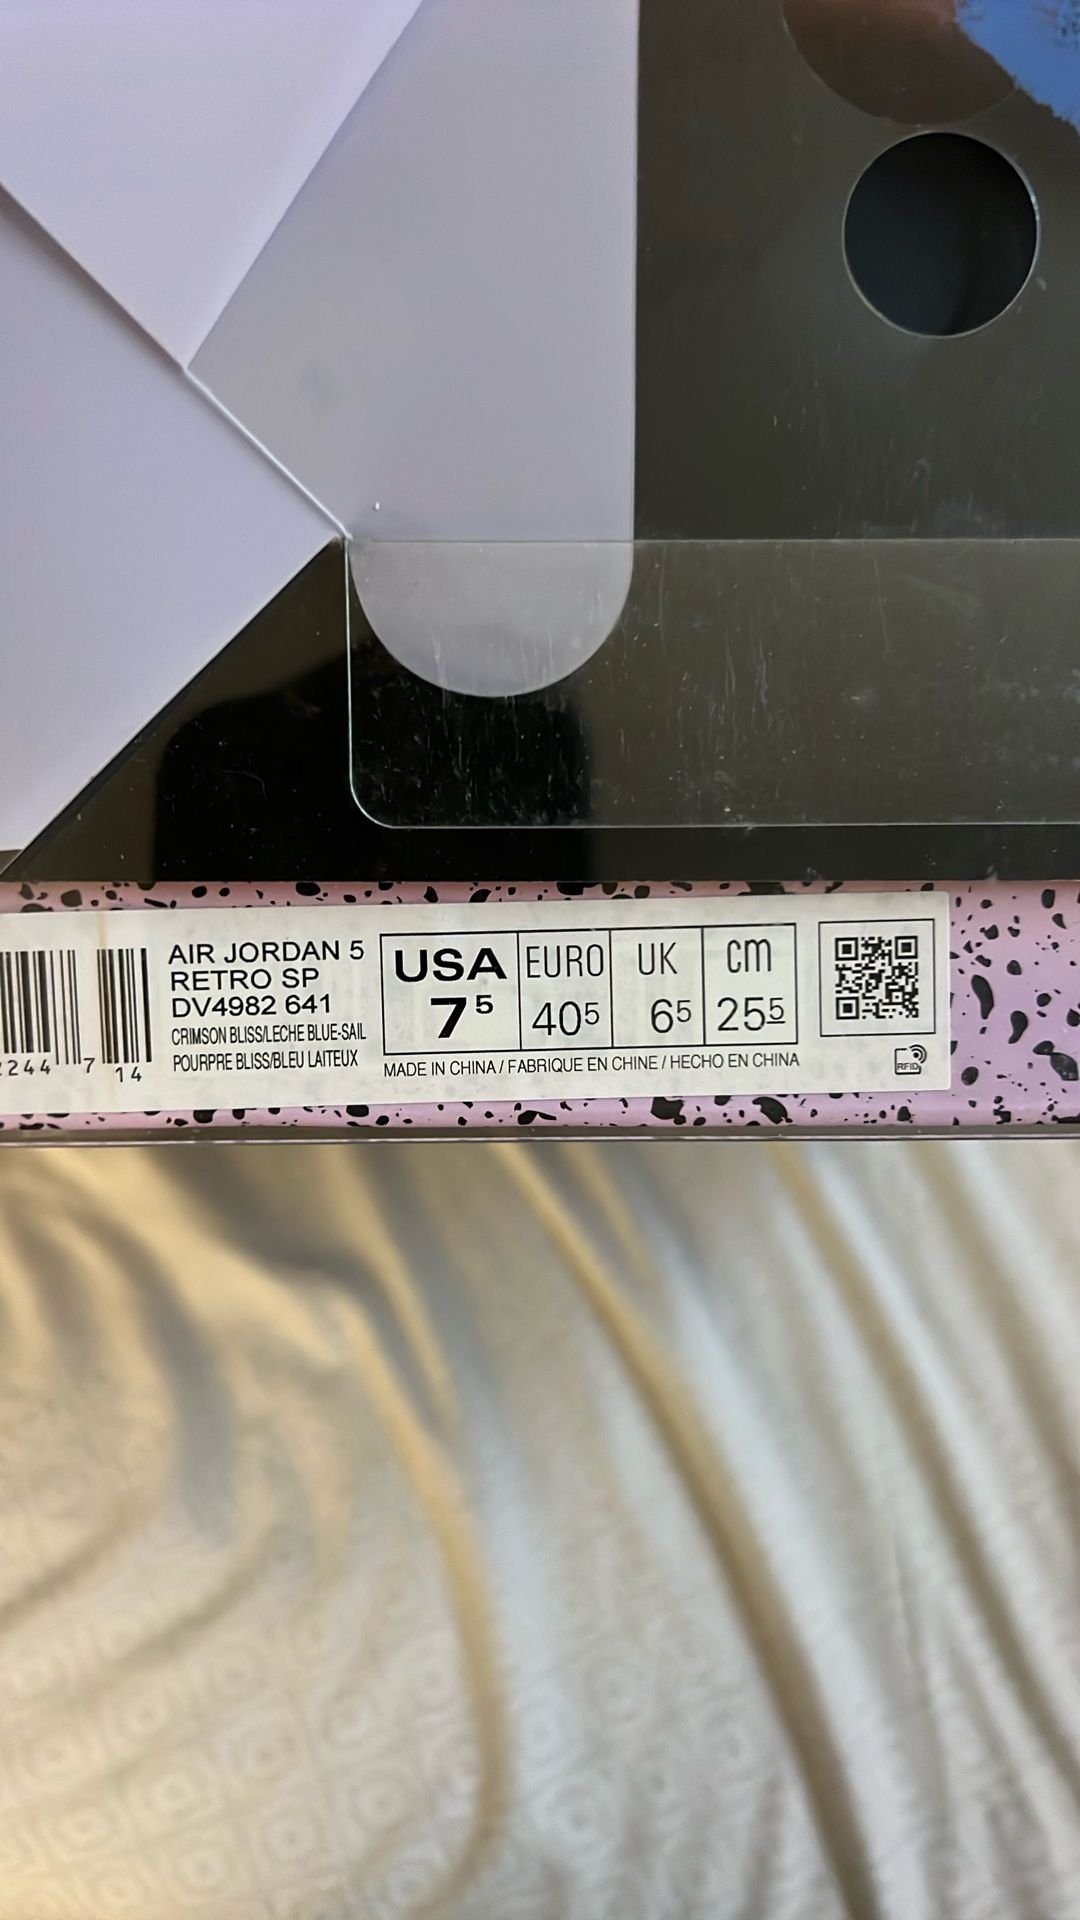 AIR JORDAN 5
RETRO SP
DV4982 641
CRIMSON BLISS/LECHE BLUE-SAIL
POURPRE BLISS/BLEU LAITEUX
USA EURO UK cm
7⁵ 40⁵ 6⁵ 25⁵
MADE IN CHINA / FABRIQUE EN CHINE / HECHO EN CHINA
RFID
2244 7 14